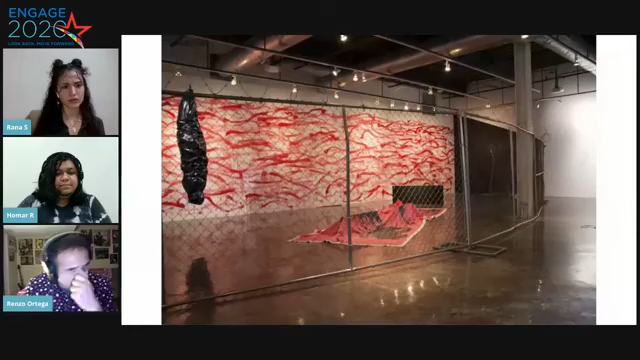 ENGAGE
2020
LOOK BACK, MOVE FORWARD
Rana S
Homar R
Renzo Ortega